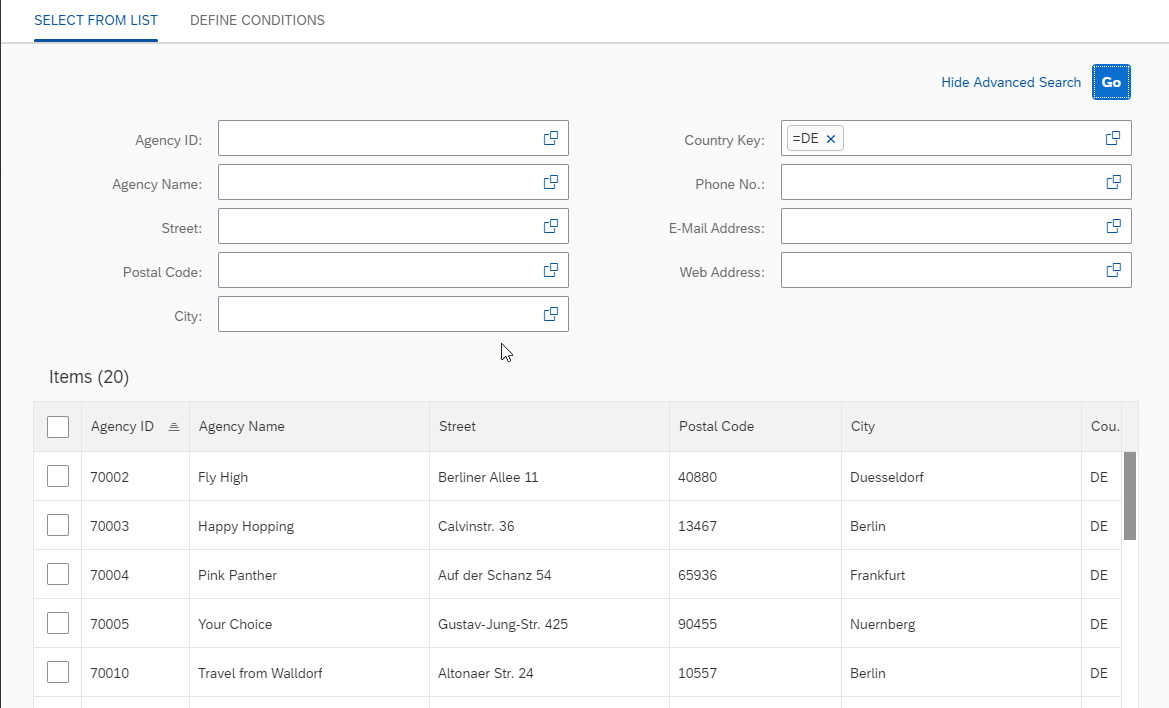 SELECT FROM LIST DEFINE CONDITIONS
Hide Advanced Search Go
Agency ID: Country Key: =DE
Agency Name: Phone No.:
Street: E-Mail Address:
Postal Code: Web Address:
City:
Items (20)
Agency ID Agency Name Street Postal Code City Cou.
70002 Fly High Berliner Allee 11 40880 Duesseldorf DE
70003 Happy Hopping Calvinstr. 36 13467 Berlin DE
70004 Pink Panther Auf der Schanz 54 65936 Frankfurt DE
70005 Your Choice Gustav-Jung-Str. 425 90455 Nuernberg DE
70010 Travel from Walldorf Altonaer Str. 24 10557 Berlin DE